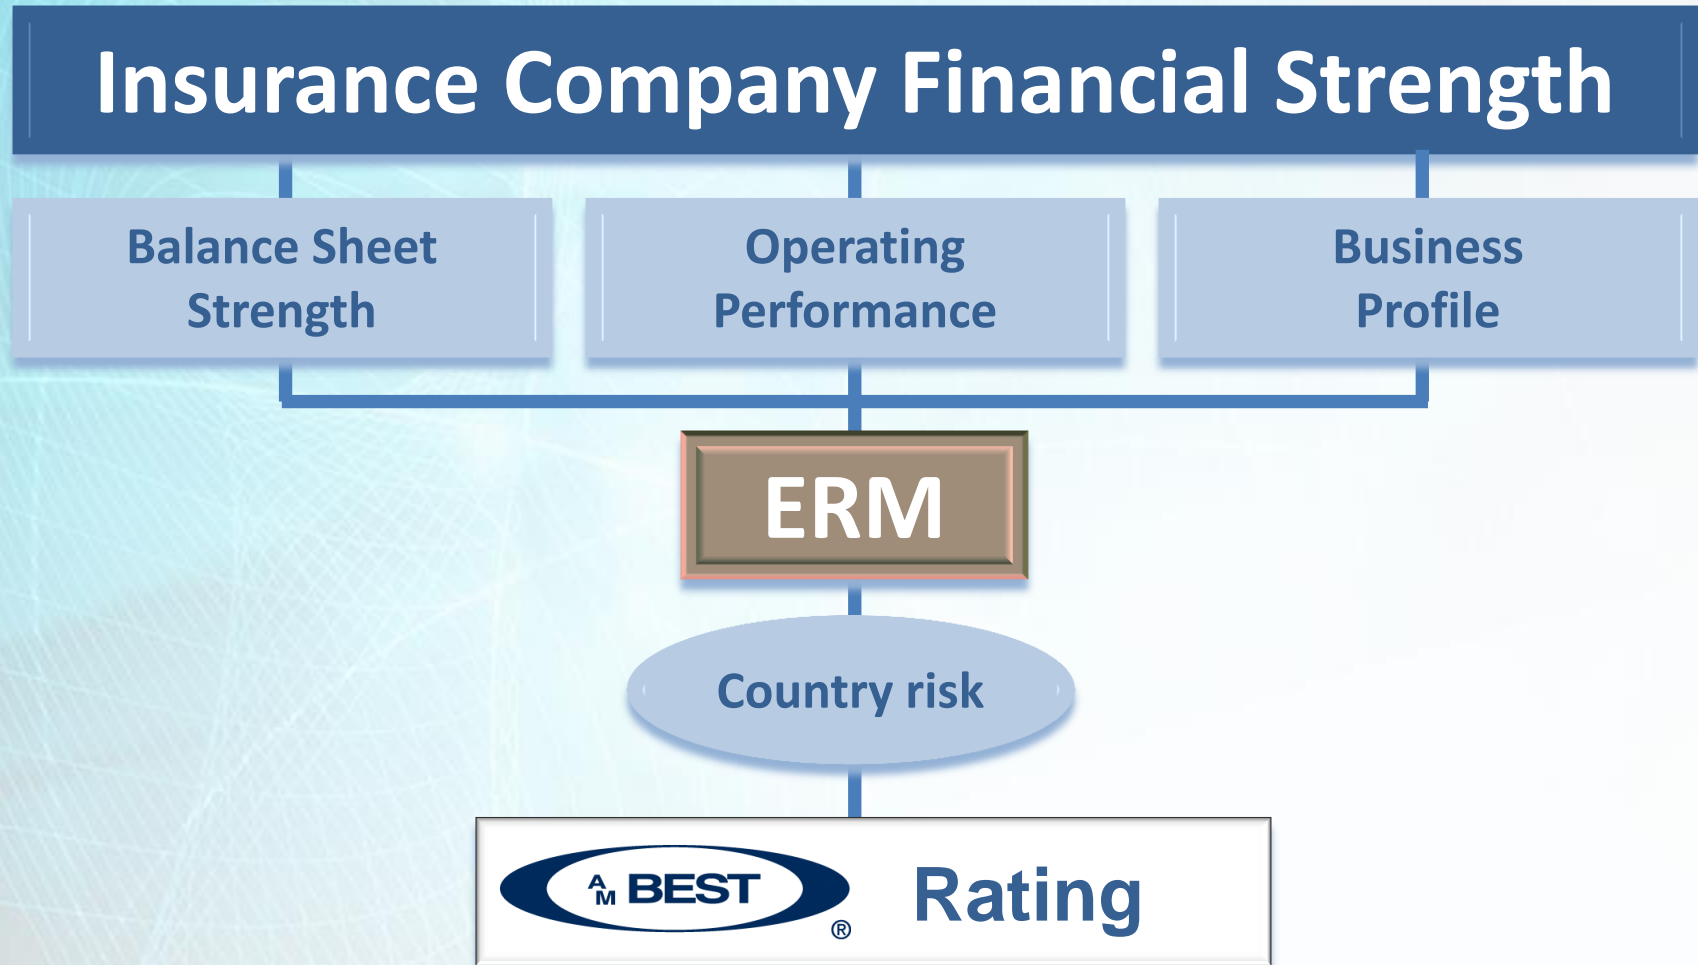 Insurance Company Financial Strength
Balance Sheet
Strength
Operating
Performance
Business
Profile
ERM
Country risk
AM BEST ® Rating